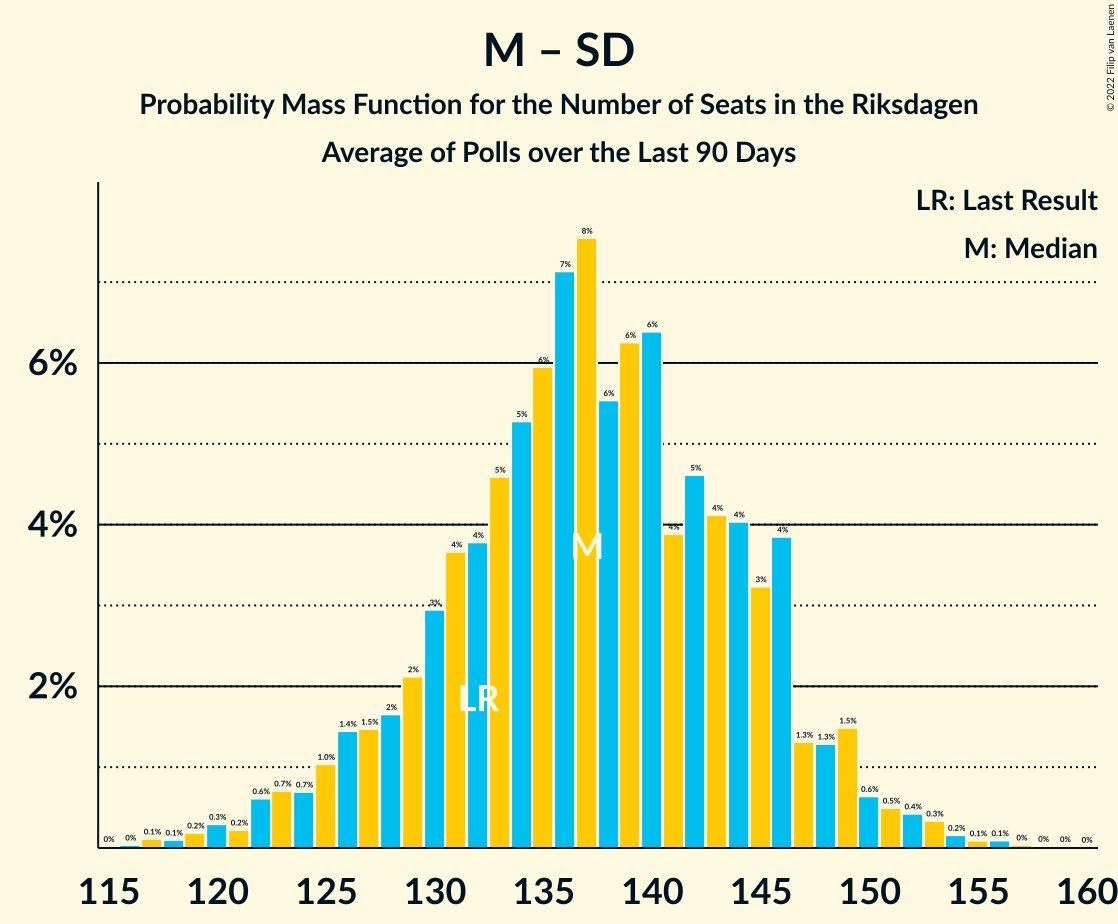 M – SD
Probability Mass Function for the Number of Seats in the Riksdagen
Average of Polls over the Last 90 Days
© 2022 Filip van Laenen
LR: Last Result
M: Median
6%
4%
2%
0% 0% 0.1% 0.1% 0.2% 0.3% 0.2% 0.6% 0.7% 0.7% 1.0% 1.4% 1.5% 2% 2% 3% 4% 4% 5% 5% 6% 7% 8% 6% 6% 6% 4% 5% 4% 4% 3% 4% 1.3% 1.3% 1.5% 0.6% 0.5% 0.4% 0.3% 0.2% 0.1% 0.1% 0% 0% 0% 0%
M
LR
115 120 125 130 135 140 145 150 155 160